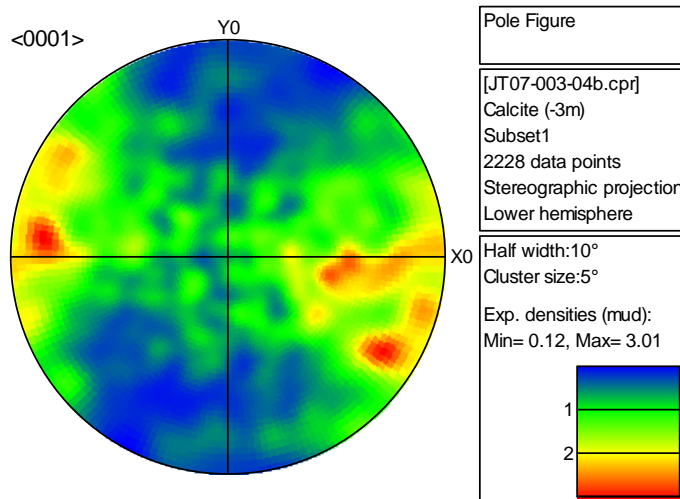 <0001>
Y0
X0
Pole Figure
[JT07-003-04b.cpr]
Calcite (-3m)
Subset1
2228 data points
Stereographic projection
Lower hemisphere
Half width:10°
Cluster size:5°
Exp. densities (mud):
Min= 0.12, Max= 3.01
1
2